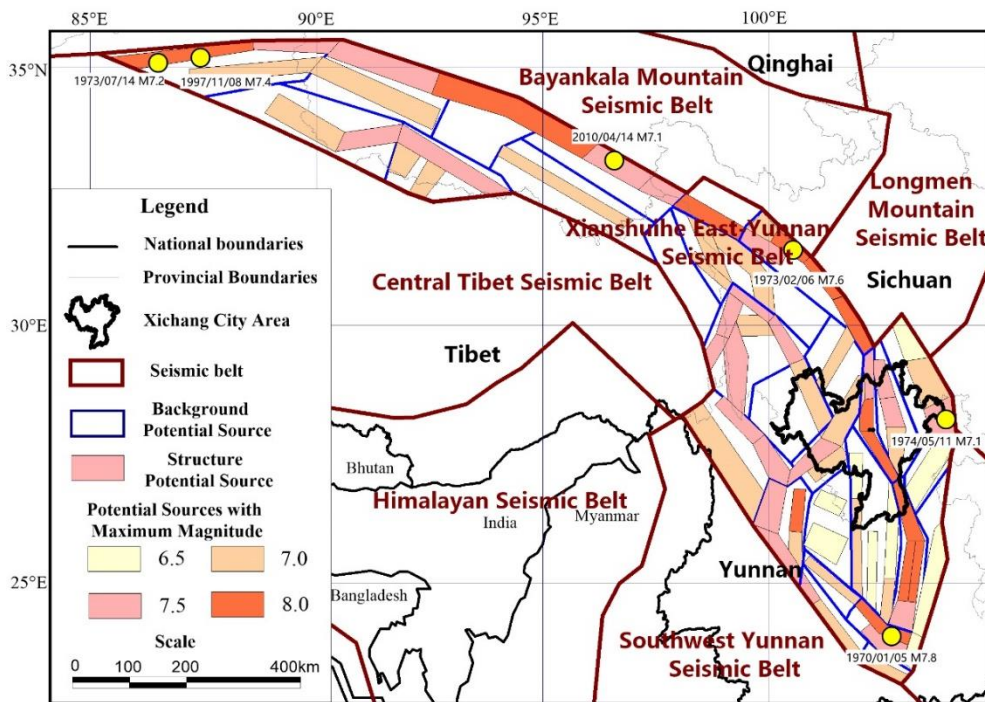 85°E
90°E
95°E
100°E
35°N
30°E
25°E
1973/07/14 M7.2
1997/11/08 M7.4
Bayankala Mountain
Seismic Belt
Qinghai
2010/04/14 M7.1
Longmen
Mountain
Seismic Belt
Xianshuihe East-Yunnan
Seismic Belt
1973/02/06 M7.6
Central Tibet Seismic Belt
Sichuan
Tibet
1974/05/11 M7.1
Bhutan
Himalayan Seismic Belt
India
Myanmar
Bangladesh
Yunnan
Southwest Yunnan
Seismic Belt
1970/01/05 M7.8
Legend
National boundaries
Provincial Boundaries
Xichang City Area
Seismic belt
Background
Potential Source
Structure
Potential Source
Potential Sources with
Maximum Magnitude
6.5
7.0
7.5
8.0
Scale
0 100 200 400km